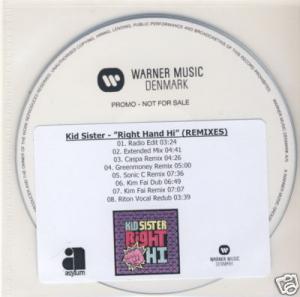 WARNER MUSIC
DENMARK
PROMO - NOT FOR SALE
Kid Sister - "Right Hand Hi" (REMIXES)
01. Radio Edit 03:24
02. Extended Mix 04:41
03. Caspa Remix 04:26
04. Greenmoney Remix 05:00
05. Sonic C Remix 07:36
06. Kim Fai Dub 06:49
07. Kim Fai Remix 07:07
08. Riton Vocal Redub 03:39
KID SISTER
RIGHT
HI
a
asylum
WARNER MUSIC
DENMARK